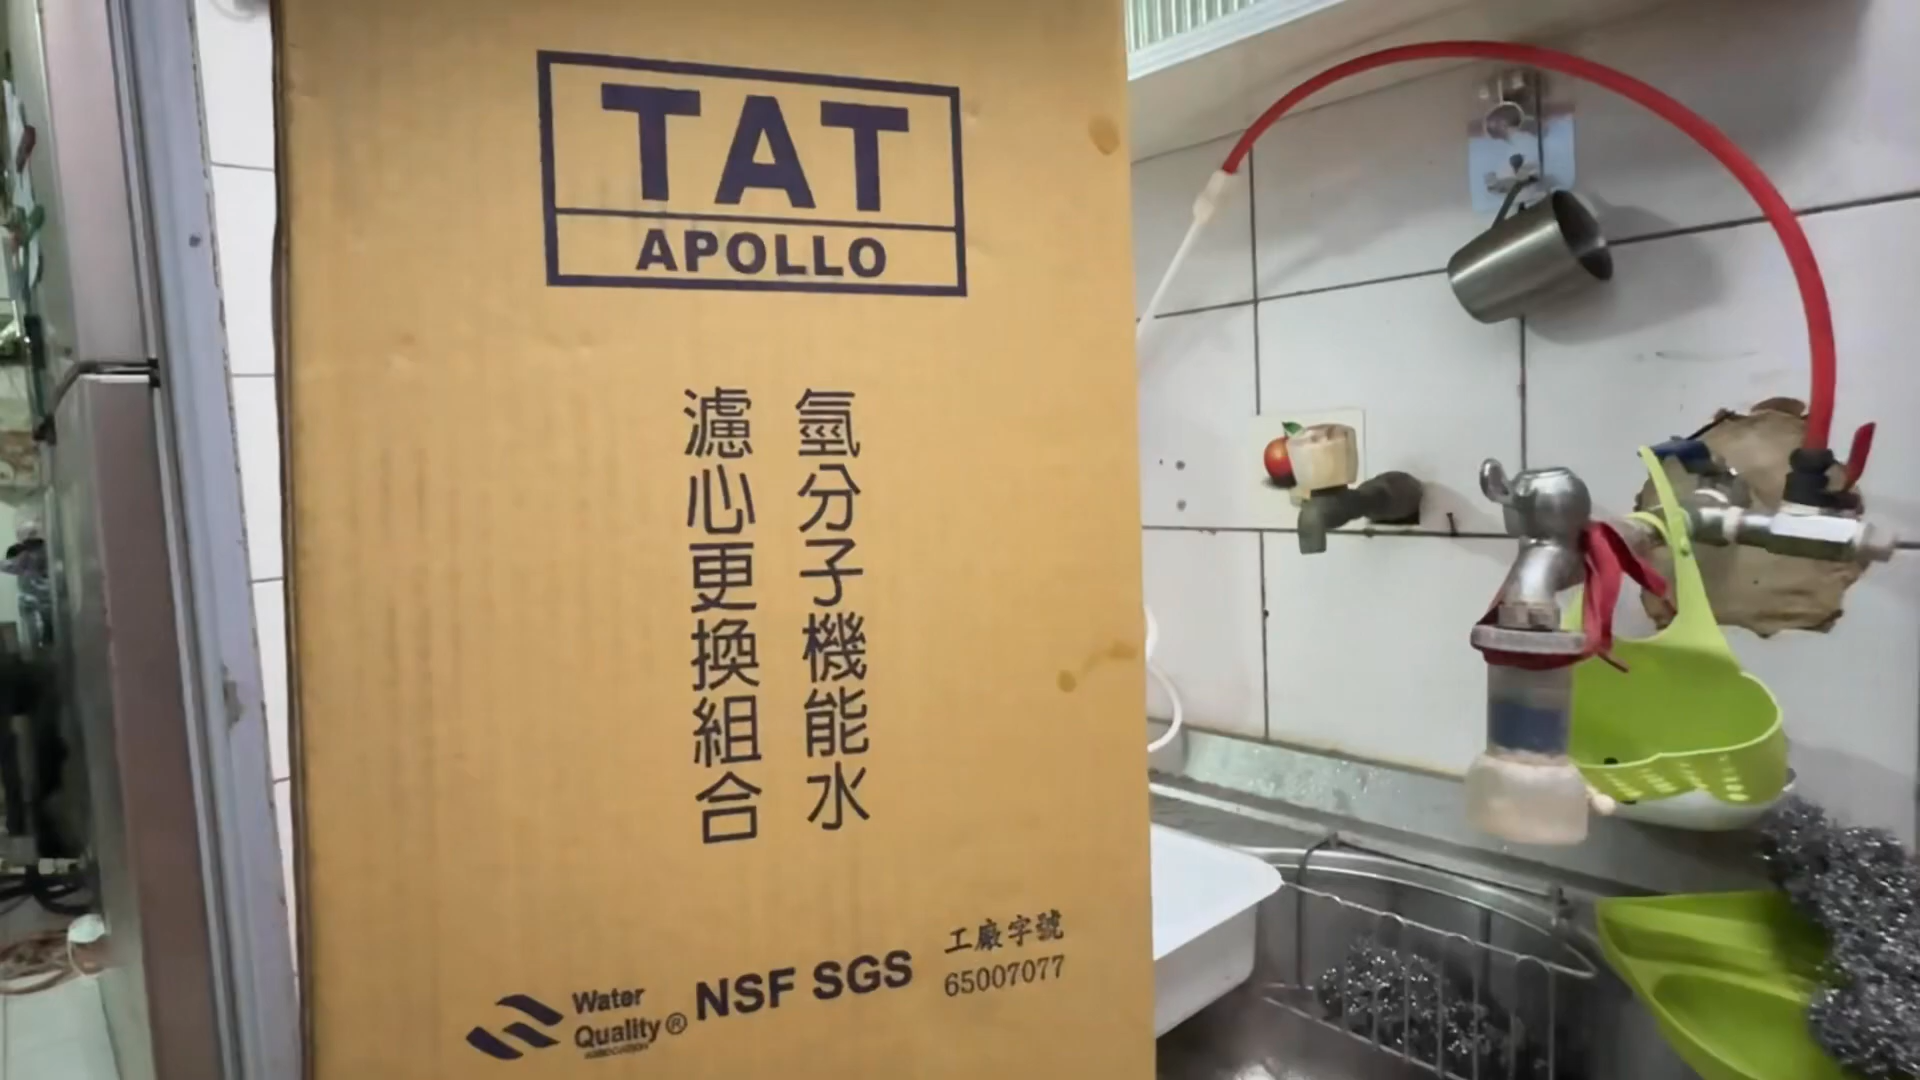 TAT
APOLLO
氫分子機能水
濾心更換組合
工廠字號
65007077
Water
Quality®
ASSOCIATION
NSF SGS